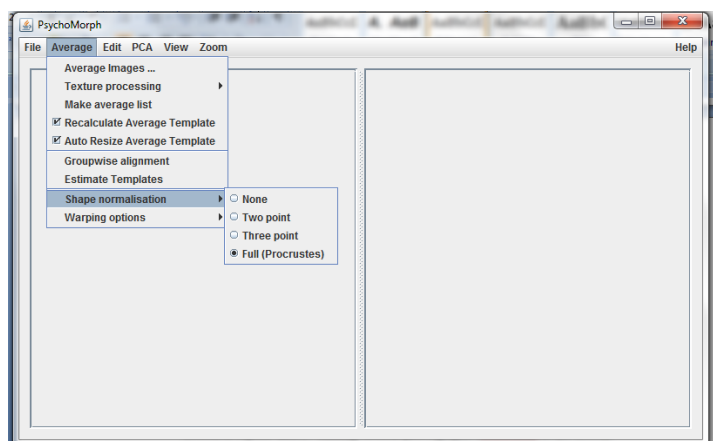 PsychoMorph
File Average Edit PCA View Zoom Help
Average Images ...
Texture processing
Make average list
Recalculate Average Template
Auto Resize Average Template
Groupwise alignment
Estimate Templates
Shape normalisation
Warping options
None
Two point
Three point
Full (Procrustes)